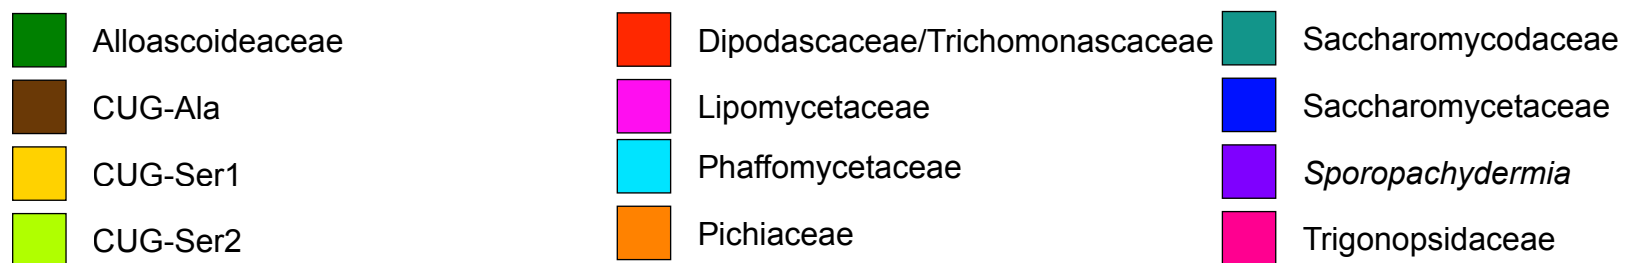 Alloascoideaceae
CUG-Ala
CUG-Ser1
CUG-Ser2
Dipodascaceae/Trichomonascaceae
Lipomycetaceae
Phaffomycetaceae
Pichiaceae
Saccharomycodaceae
Saccharomycetaceae
Sporopachydermia
Trigonopsidaceae